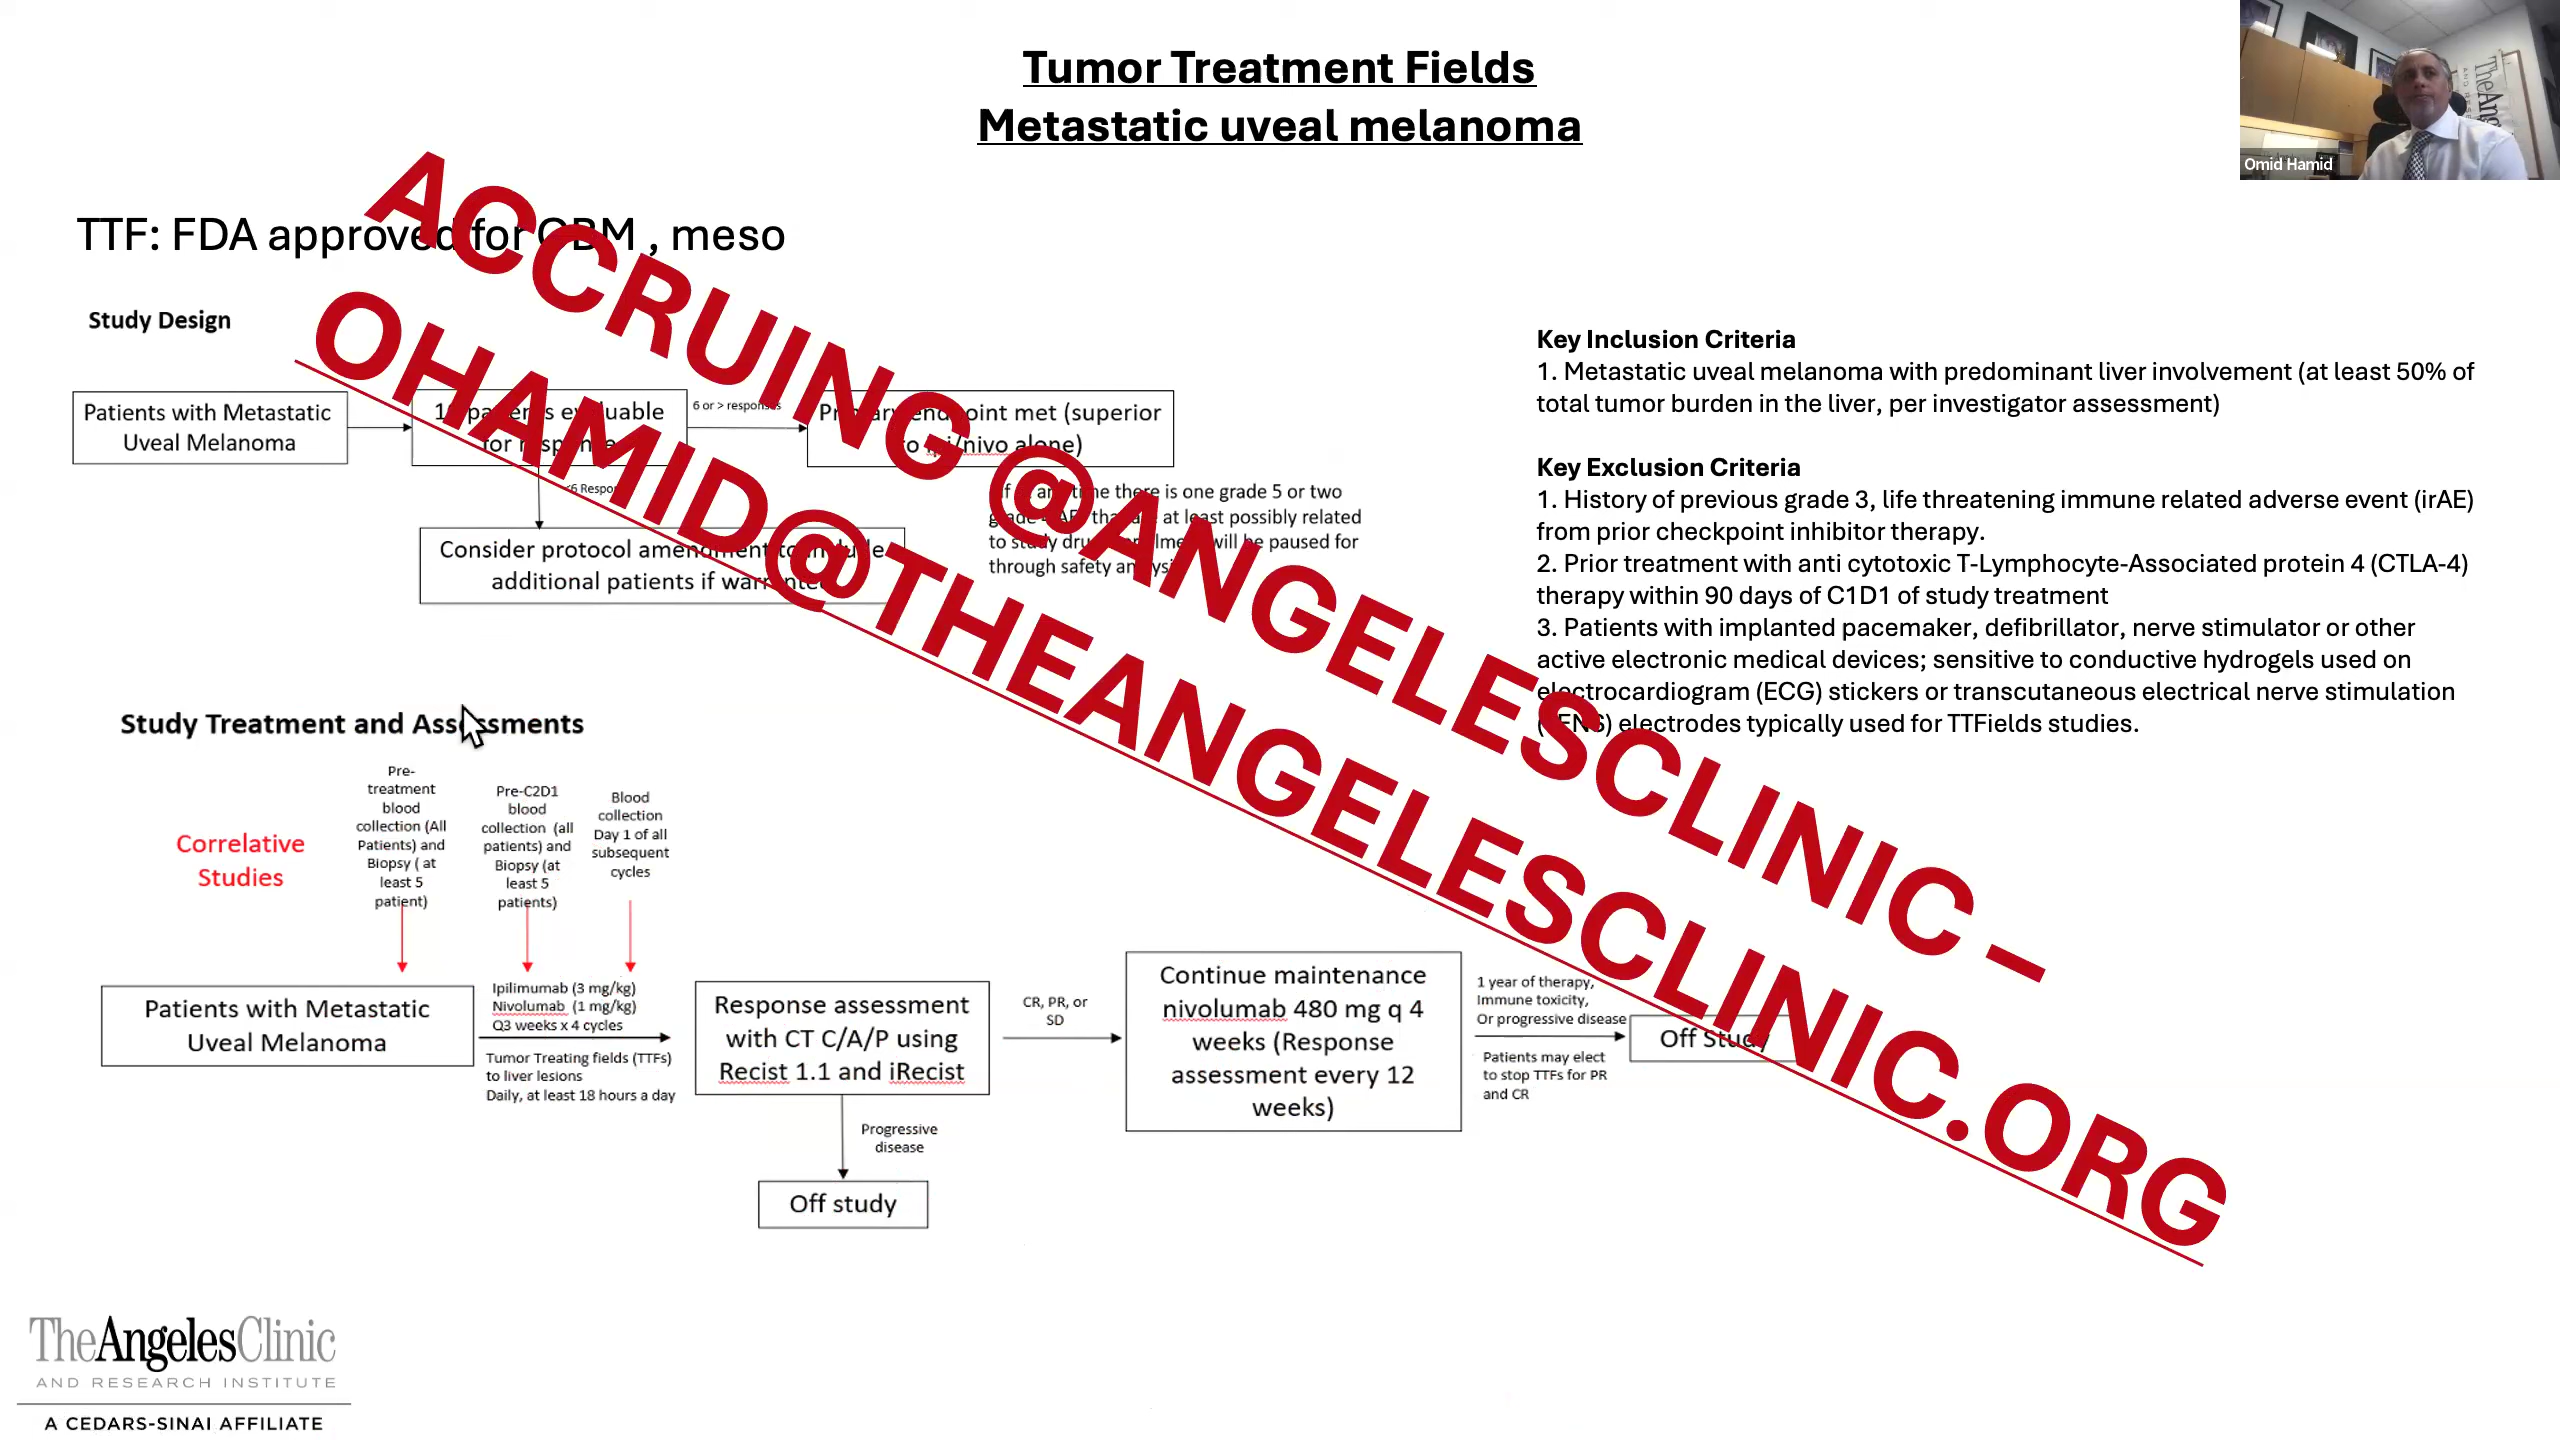 Tumor Treatment Fields
Metastatic uveal melanoma
Omid Hamid
TTF: FDA approved for GBM , meso
ACCRUING @ANGELESCLINIC –
OHAMID@THEANGELESCLINIC.ORG
Study Design
Patients with Metastatic
Uveal Melanoma
patients evaluable
for response
6 or > responses
Primary endpoint met (superior
to ipi/nivo alone)
<6
Consider protocol amendment to include
additional patients if warranted
If at any time there is one grade 5 or two
grade AEs that are at least possibly related
to study drug enrollment will be paused for
through safety analysis
Key Inclusion Criteria
1. Metastatic uveal melanoma with predominant liver involvement (at least 50% of
total tumor burden in the liver, per investigator assessment)
Key Exclusion Criteria
1. History of previous grade 3, life threatening immune related adverse event (irAE)
from prior checkpoint inhibitor therapy.
2. Prior treatment with anti cytotoxic T-Lymphocyte-Associated protein 4 (CTLA-4)
therapy within 90 days of C1D1 of study treatment
3. Patients with implanted pacemaker, defibrillator, nerve stimulator or other
active electronic medical devices; sensitive to conductive hydrogels used on
electrocardiogram (ECG) stickers or transcutaneous electrical nerve stimulation
(TENS) electrodes typically used for TTFields studies.
Study Treatment and Assessments
Correlative
Studies
Pre-
treatment
blood
collection (All
Patients) and
Biopsy ( at
least 5
patient)
Pre-C2D1
blood
collection (all
patients) and
Biopsy (at
least 5
patients)
Blood
collection
Day 1 of all
subsequent
cycles
Patients with Metastatic
Uveal Melanoma
Ipilimumab (3 mg/kg)
Nivolumab (1 mg/kg)
Q3 weeks x 4 cycles
Tumor Treating fields (TTFs)
to liver lesions
Daily, at least 18 hours a day
Response assessment
with CT C/A/P using
Recist 1.1 and iRecist
CR, PR, or
SD
Progressive
disease
Off study
Continue maintenance
nivolumab 480 mg q 4
weeks (Response
assessment every 12
weeks)
1 year of therapy,
Immune toxicity,
Or progressive disease
Patients may elect
to stop TTFs for PR
and CR
Off Study
TheAngelesClinic
AND RESEARCH INSTITUTE
A CEDARS-SINAI AFFILIATE